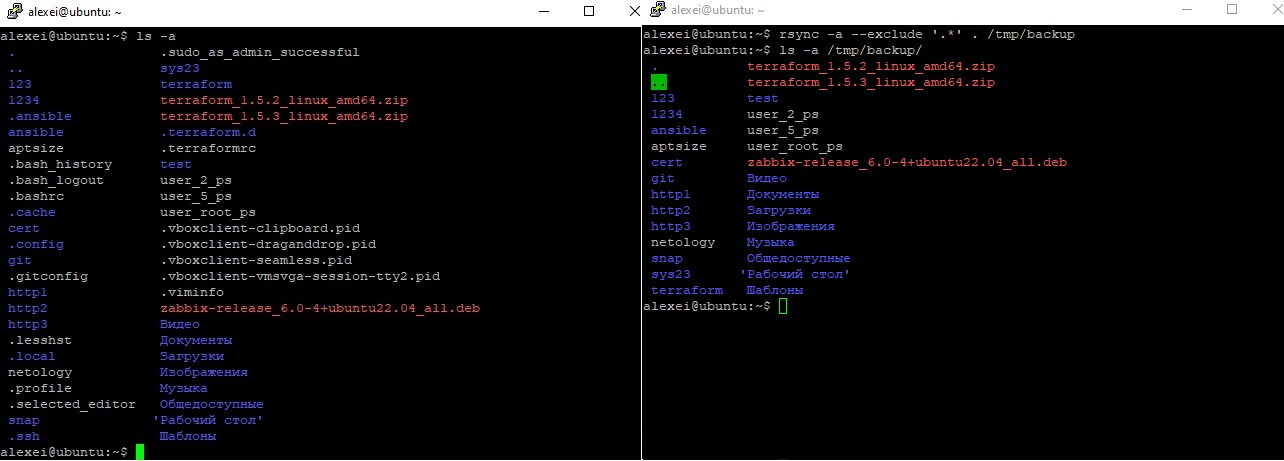 alexei@ubuntu: ~
alexei@ubuntu:~$ ls -a
. .sudo_as_admin_successful
.. sys23
123 terraform
1234 terraform_1.5.2_linux_amd64.zip
.ansible terraform_1.5.3_linux_amd64.zip
ansible .terraform.d
aptsize .terraformrc
.bash_history test
.bash_logout user_2_ps
.bashrc user_5_ps
.cache user_root_ps
cert .vboxclient-clipboard.pid
.config .vboxclient-draganddrop.pid
git .vboxclient-seamless.pid
.gitconfig .vboxclient-vmsvga-session-tty2.pid
http1 .viminfo
http2 zabbix-release_6.0-4+ubuntu22.04_all.deb
http3 Видео
.lesshst Документы
.local Загрузки
netology Изображения
.profile Музыка
.selected_editor Общедоступные
snap 'Рабочий стол'
.ssh Шаблоны
alexei@ubuntu:~$
alexei@ubuntu: ~
alexei@ubuntu:~$ rsync -a --exclude '.*' . /tmp/backup
alexei@ubuntu:~$ ls -a /tmp/backup/
. terraform_1.5.2_linux_amd64.zip
.. terraform_1.5.3_linux_amd64.zip
123 test
1234 user_2_ps
ansible user_5_ps
aptsize user_root_ps
cert zabbix-release_6.0-4+ubuntu22.04_all.deb
git Видео
http1 Документы
http2 Загрузки
http3 Изображения
netology Музыка
snap Общедоступные
sys23 'Рабочий стол'
terraform Шаблоны
alexei@ubuntu:~$